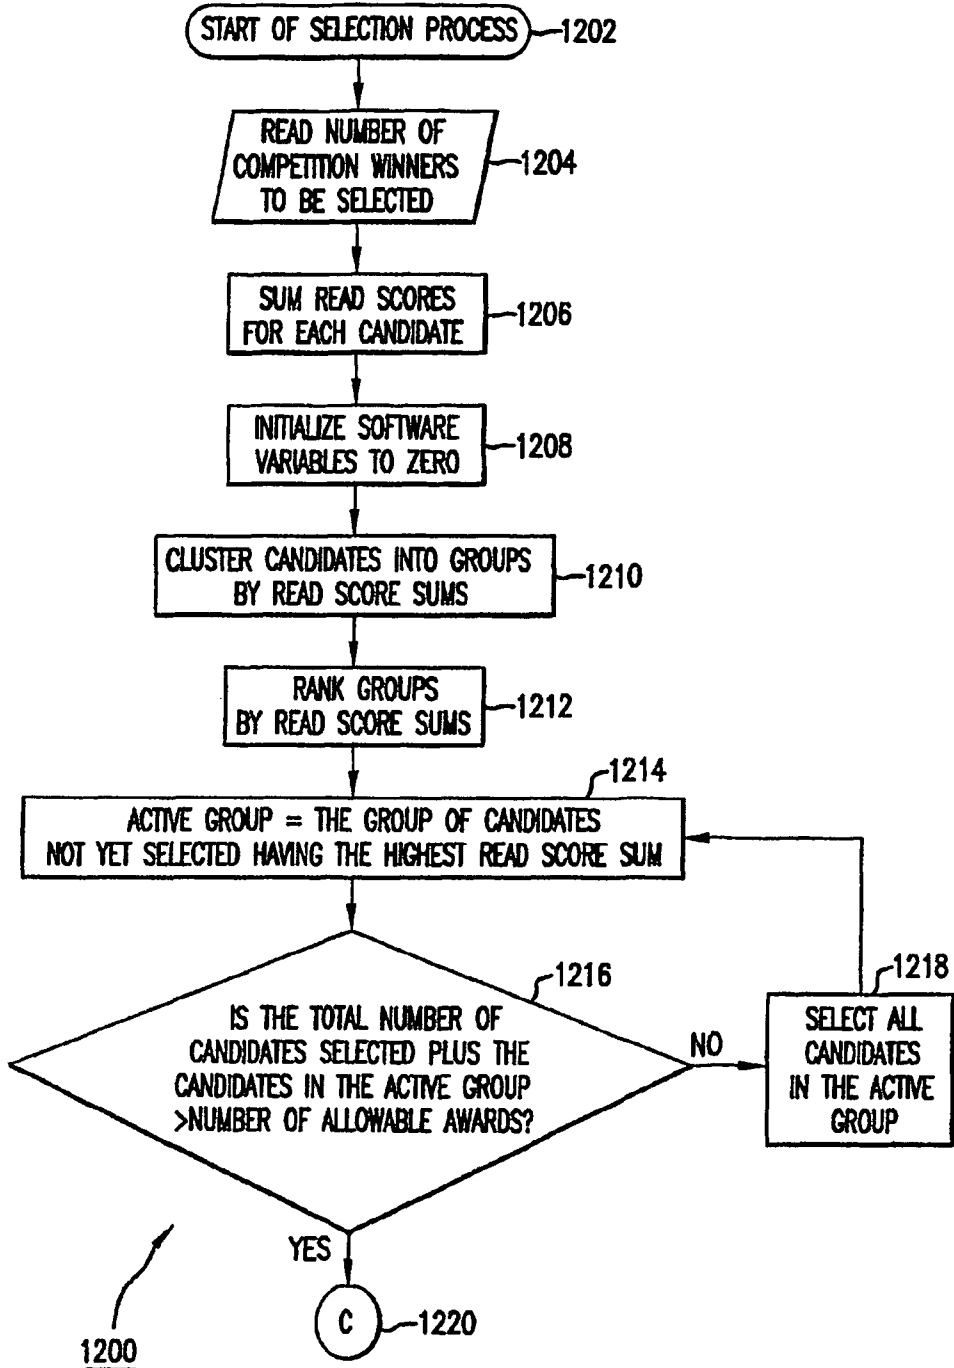 START OF SELECTION PROCESS
1202
READ NUMBER OF
COMPETITION WINNERS
TO BE SELECTED
1204
SUM READ SCORES
FOR EACH CANDIDATE
1206
INITIALIZE SOFTWARE
VARIABLES TO ZERO
1208
CLUSTER CANDIDATES INTO GROUPS
BY READ SCORE SUMS
1210
RANK GROUPS
BY READ SCORE SUMS
1212
1214
ACTIVE GROUP = THE GROUP OF CANDIDATES
NOT YET SELECTED HAVING THE HIGHEST READ SCORE SUM
1216
IS THE TOTAL NUMBER OF
CANDIDATES SELECTED PLUS THE
CANDIDATES IN THE ACTIVE GROUP
>NUMBER OF ALLOWABLE AWARDS?
NO
1218
SELECT ALL
CANDIDATES
IN THE ACTIVE
GROUP
YES
C
1220
1200